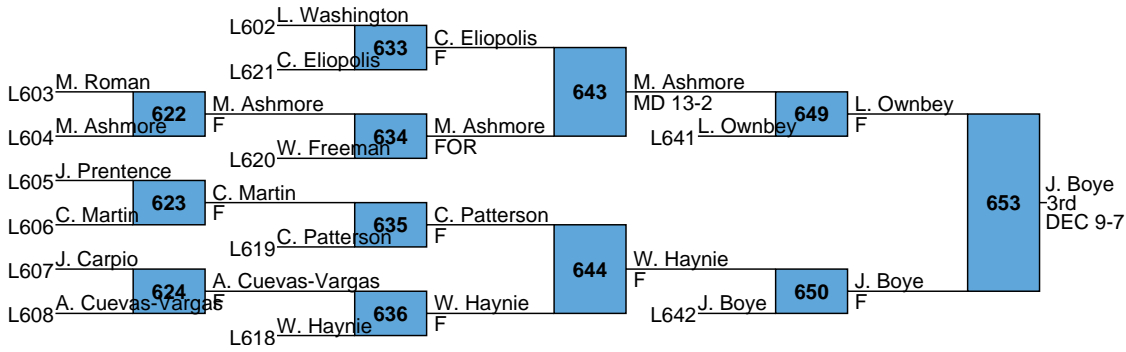 L. Washington
L602
633
C. Eliopolis
F
C. Eliopolis
L621
M. Roman
L603
622
M. Ashmore
F
M. Ashmore
L604
634
M. Ashmore
FOR
W. Freeman
L620
643
M. Ashmore
MD 13-2
649
L. Ownbey
F
L. Ownbey
L641
J. Prentence
L605
623
C. Martin
F
C. Martin
L606
635
C. Patterson
F
C. Patterson
L619
J. Carpio
L607
624
A. Cuevas-Vargas
F
A. Cuevas-Vargas
L608
636
W. Haynie
F
W. Haynie
L618
644
W. Haynie
F
650
J. Boye
F
J. Boye
L642
653
J. Boye
3rd
DEC 9-7